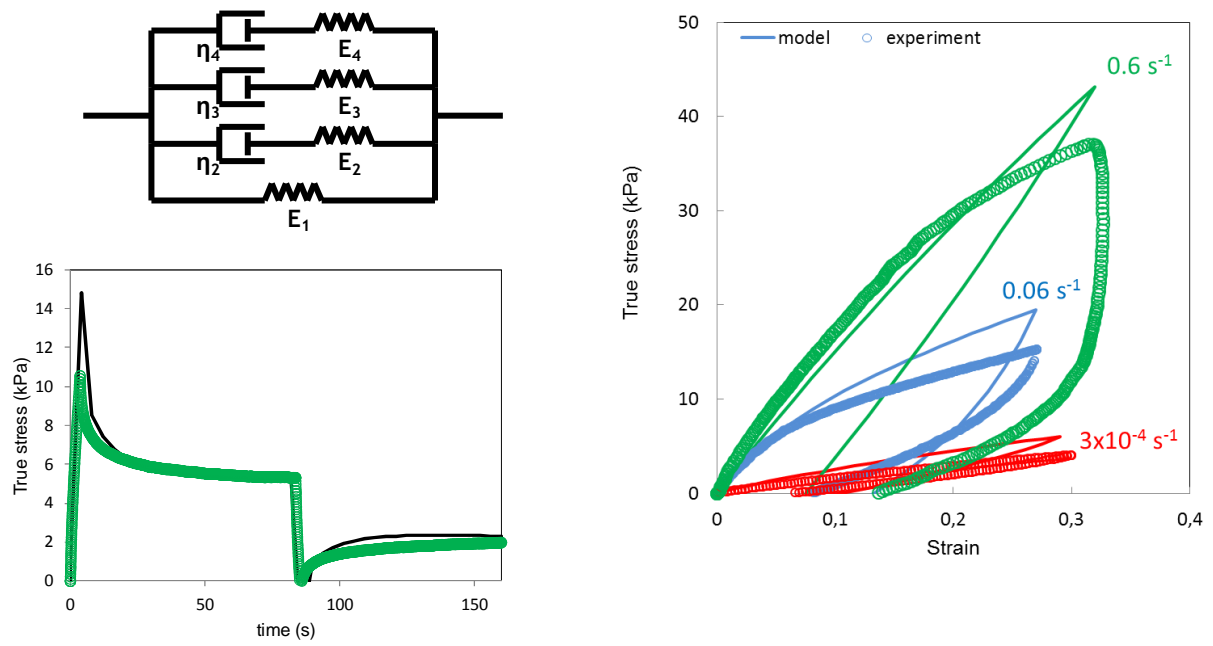 η₄
E₄
η₃
E₃
η₂
E₂
E₁
16
14
12
10
8
6
4
2
0
True stress (kPa)
0
50
100
150
time (s)
50
40
30
20
10
0
True stress (kPa)
model
experiment
0.6 s⁻¹
0.06 s⁻¹
3x10⁻⁴ s⁻¹
0
0,1
0,2
0,3
0,4
Strain